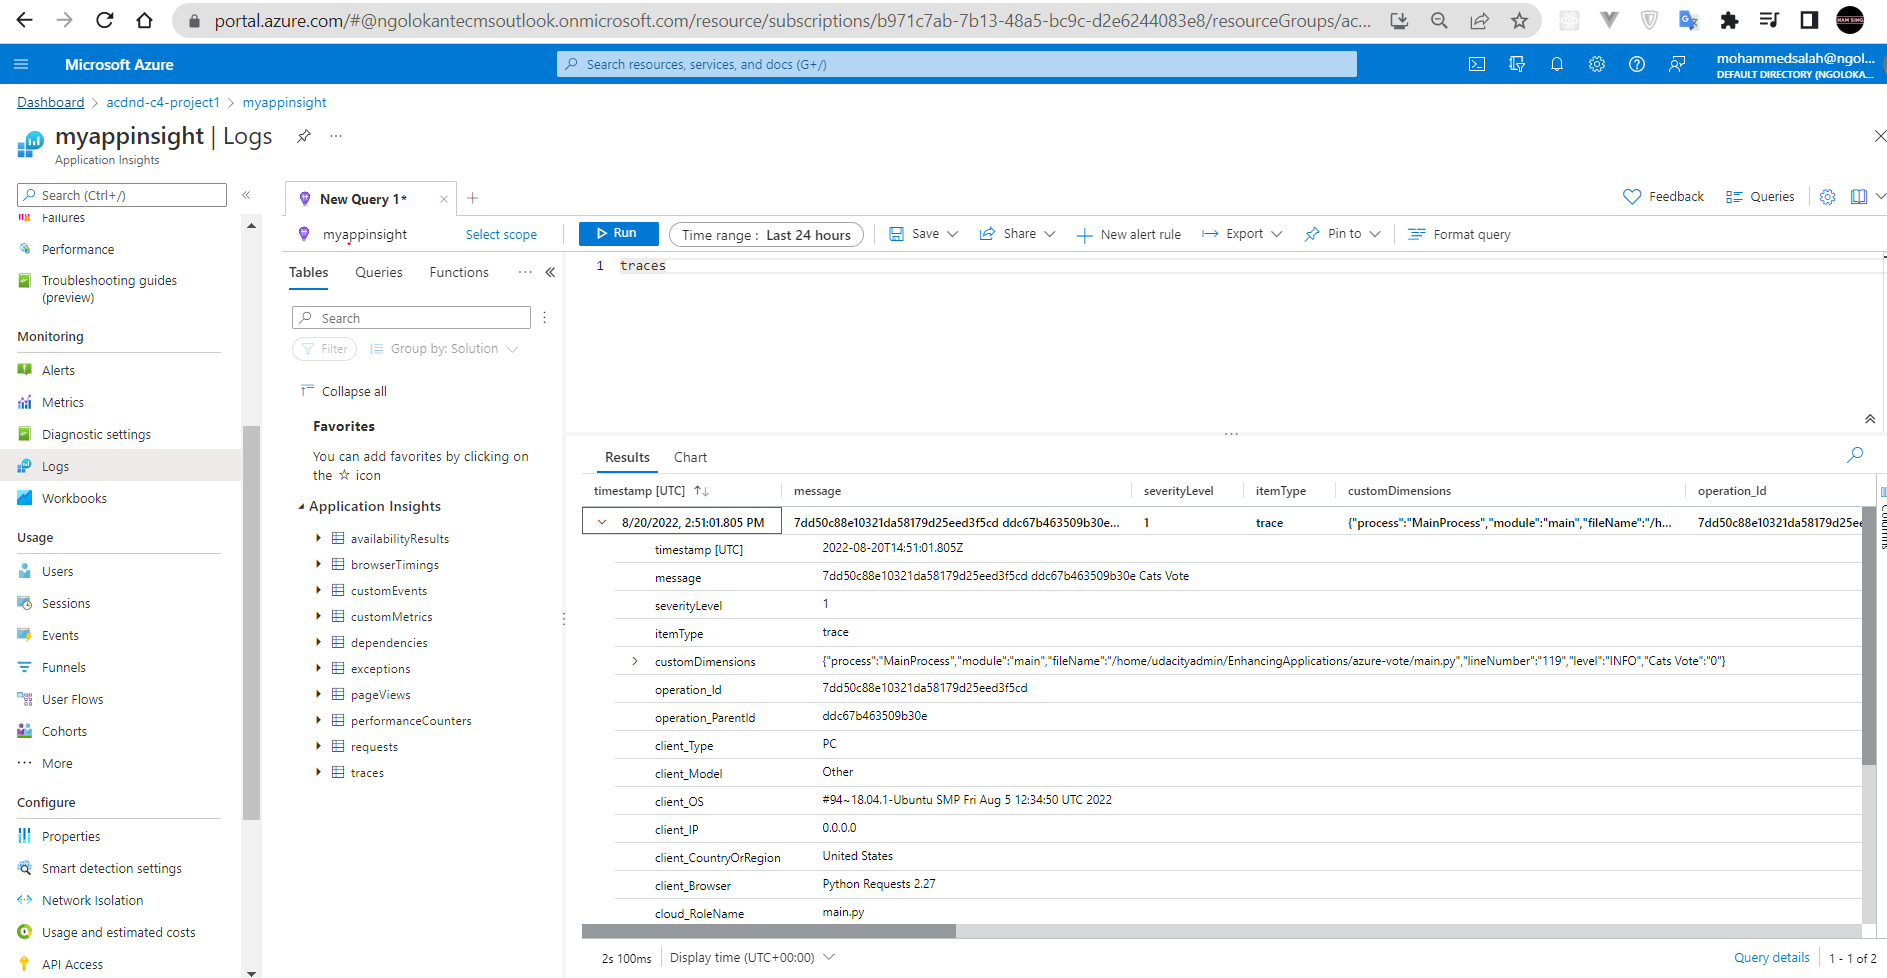 portal.azure.com/#@ngolokantecmsoutlook.onmicrosoft.com/resource/subscriptions/b971c7ab-7b13-48a5-bc9c-d2e6244083e8/resourceGroups/ac...
Microsoft Azure
Search resources, services, and docs (G+/)
mohammedsalah@ngol...
DEFAULT DIRECTORY (NGOLOKA...
Dashboard > acdnd-c4-project1 > myappinsight
myappinsight | Logs
...
Application Insights
Search (Ctrl+/)
Failures
Performance
Troubleshooting guides
(preview)
Monitoring
Alerts
Metrics
Diagnostic settings
Logs
Workbooks
Usage
Users
Sessions
Events
Funnels
User Flows
Cohorts
More
Configure
Properties
Smart detection settings
Network Isolation
Usage and estimated costs
API Access
New Query 1*
Feedback
Queries
myappinsight
Select scope
Run
Time range : Last 24 hours
Save
Share
New alert rule
Export
Pin to
Format query
Tables
Queries
Functions
...
Search
Filter
Group by: Solution
Collapse all
Favorites
You can add favorites by clicking on
the ☆ icon
Application Insights
availabilityResults
browserTimings
customEvents
customMetrics
dependencies
exceptions
pageViews
performanceCounters
requests
traces
1 traces
Results
Chart
timestamp [UTC] message severityLevel itemType customDimensions operation_Id
8/20/2022, 2:51:01.805 PM 7dd50c88e10321da58179d25eed3f5cd ddc67b463509b30e... 1 trace {"process":"MainProcess","module":"main","fileName":"/h... 7dd50c88e10321da58179d25ee
timestamp [UTC] 2022-08-20T14:51:01.805Z
message 7dd50c88e10321da58179d25eed3f5cd ddc67b463509b30e Cats Vote
severityLevel 1
itemType trace
customDimensions {"process":"MainProcess","module":"main","fileName":"/home/udacityadmin/EnhancingApplications/azure-vote/main.py","lineNumber":"119","level":"INFO","Cats Vote":"0"}
operation_Id 7dd50c88e10321da58179d25eed3f5cd
operation_ParentId ddc67b463509b30e
client_Type PC
client_Model Other
client_OS #94~18.04.1-Ubuntu SMP Fri Aug 5 12:34:50 UTC 2022
client_IP 0.0.0.0
client_CountryOrRegion United States
client_Browser Python Requests 2.27
cloud_RoleName main.py
Columns
2s 100ms
Display time (UTC+00:00)
Query details
1 - 1 of 2